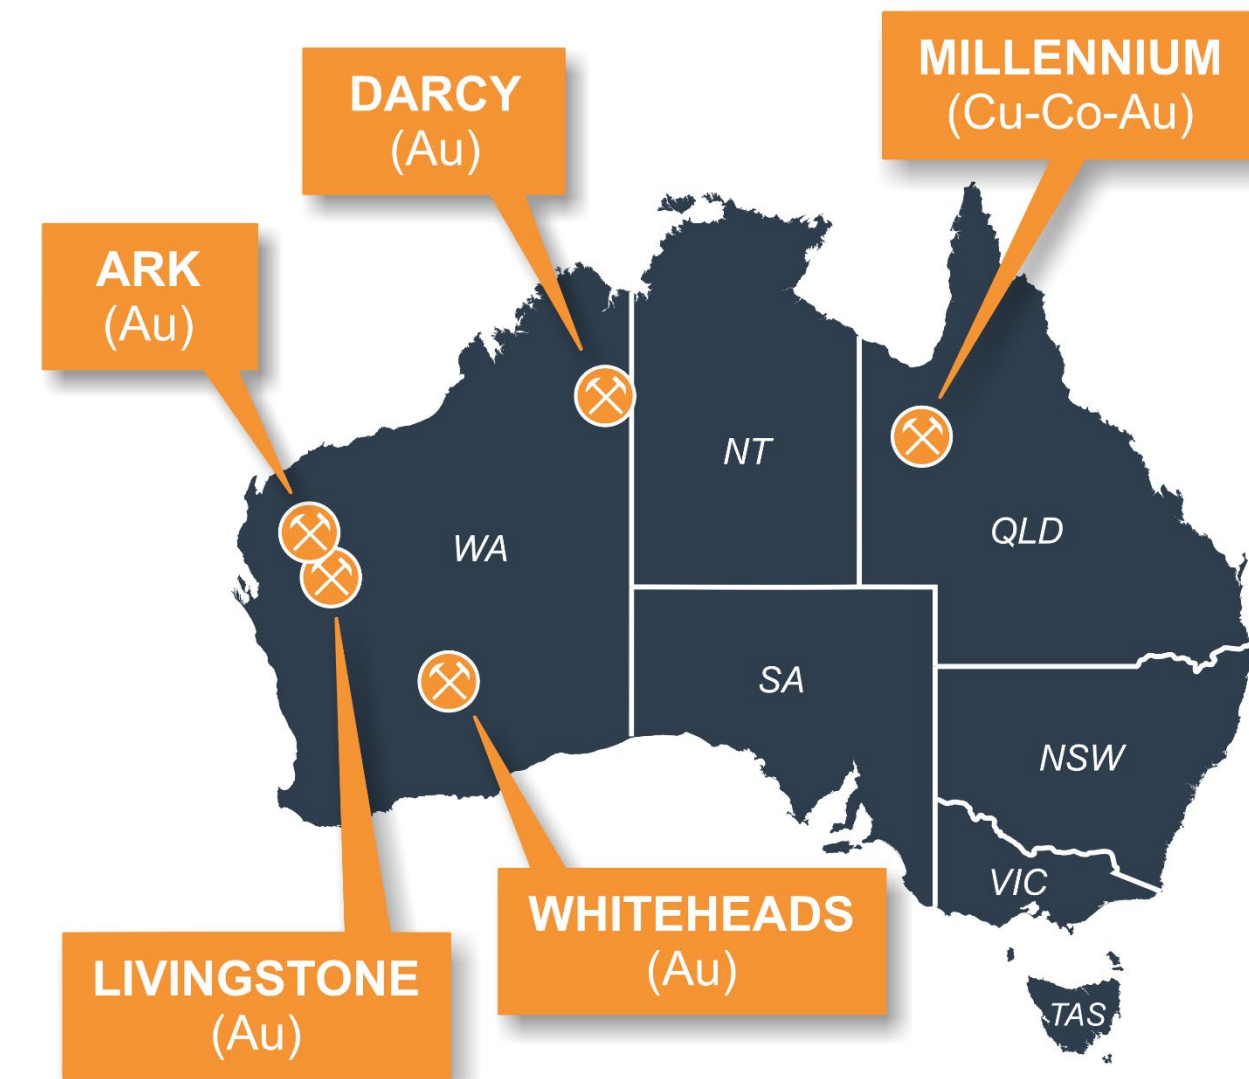 DARCY
(Au)
MILLENNIUM
(Cu-Co-Au)
ARK
(Au)
NT
WA
QLD
SA
NSW
VIC
WHITEHEADS
(Au)
LIVINGSTONE
(Au)
TAS